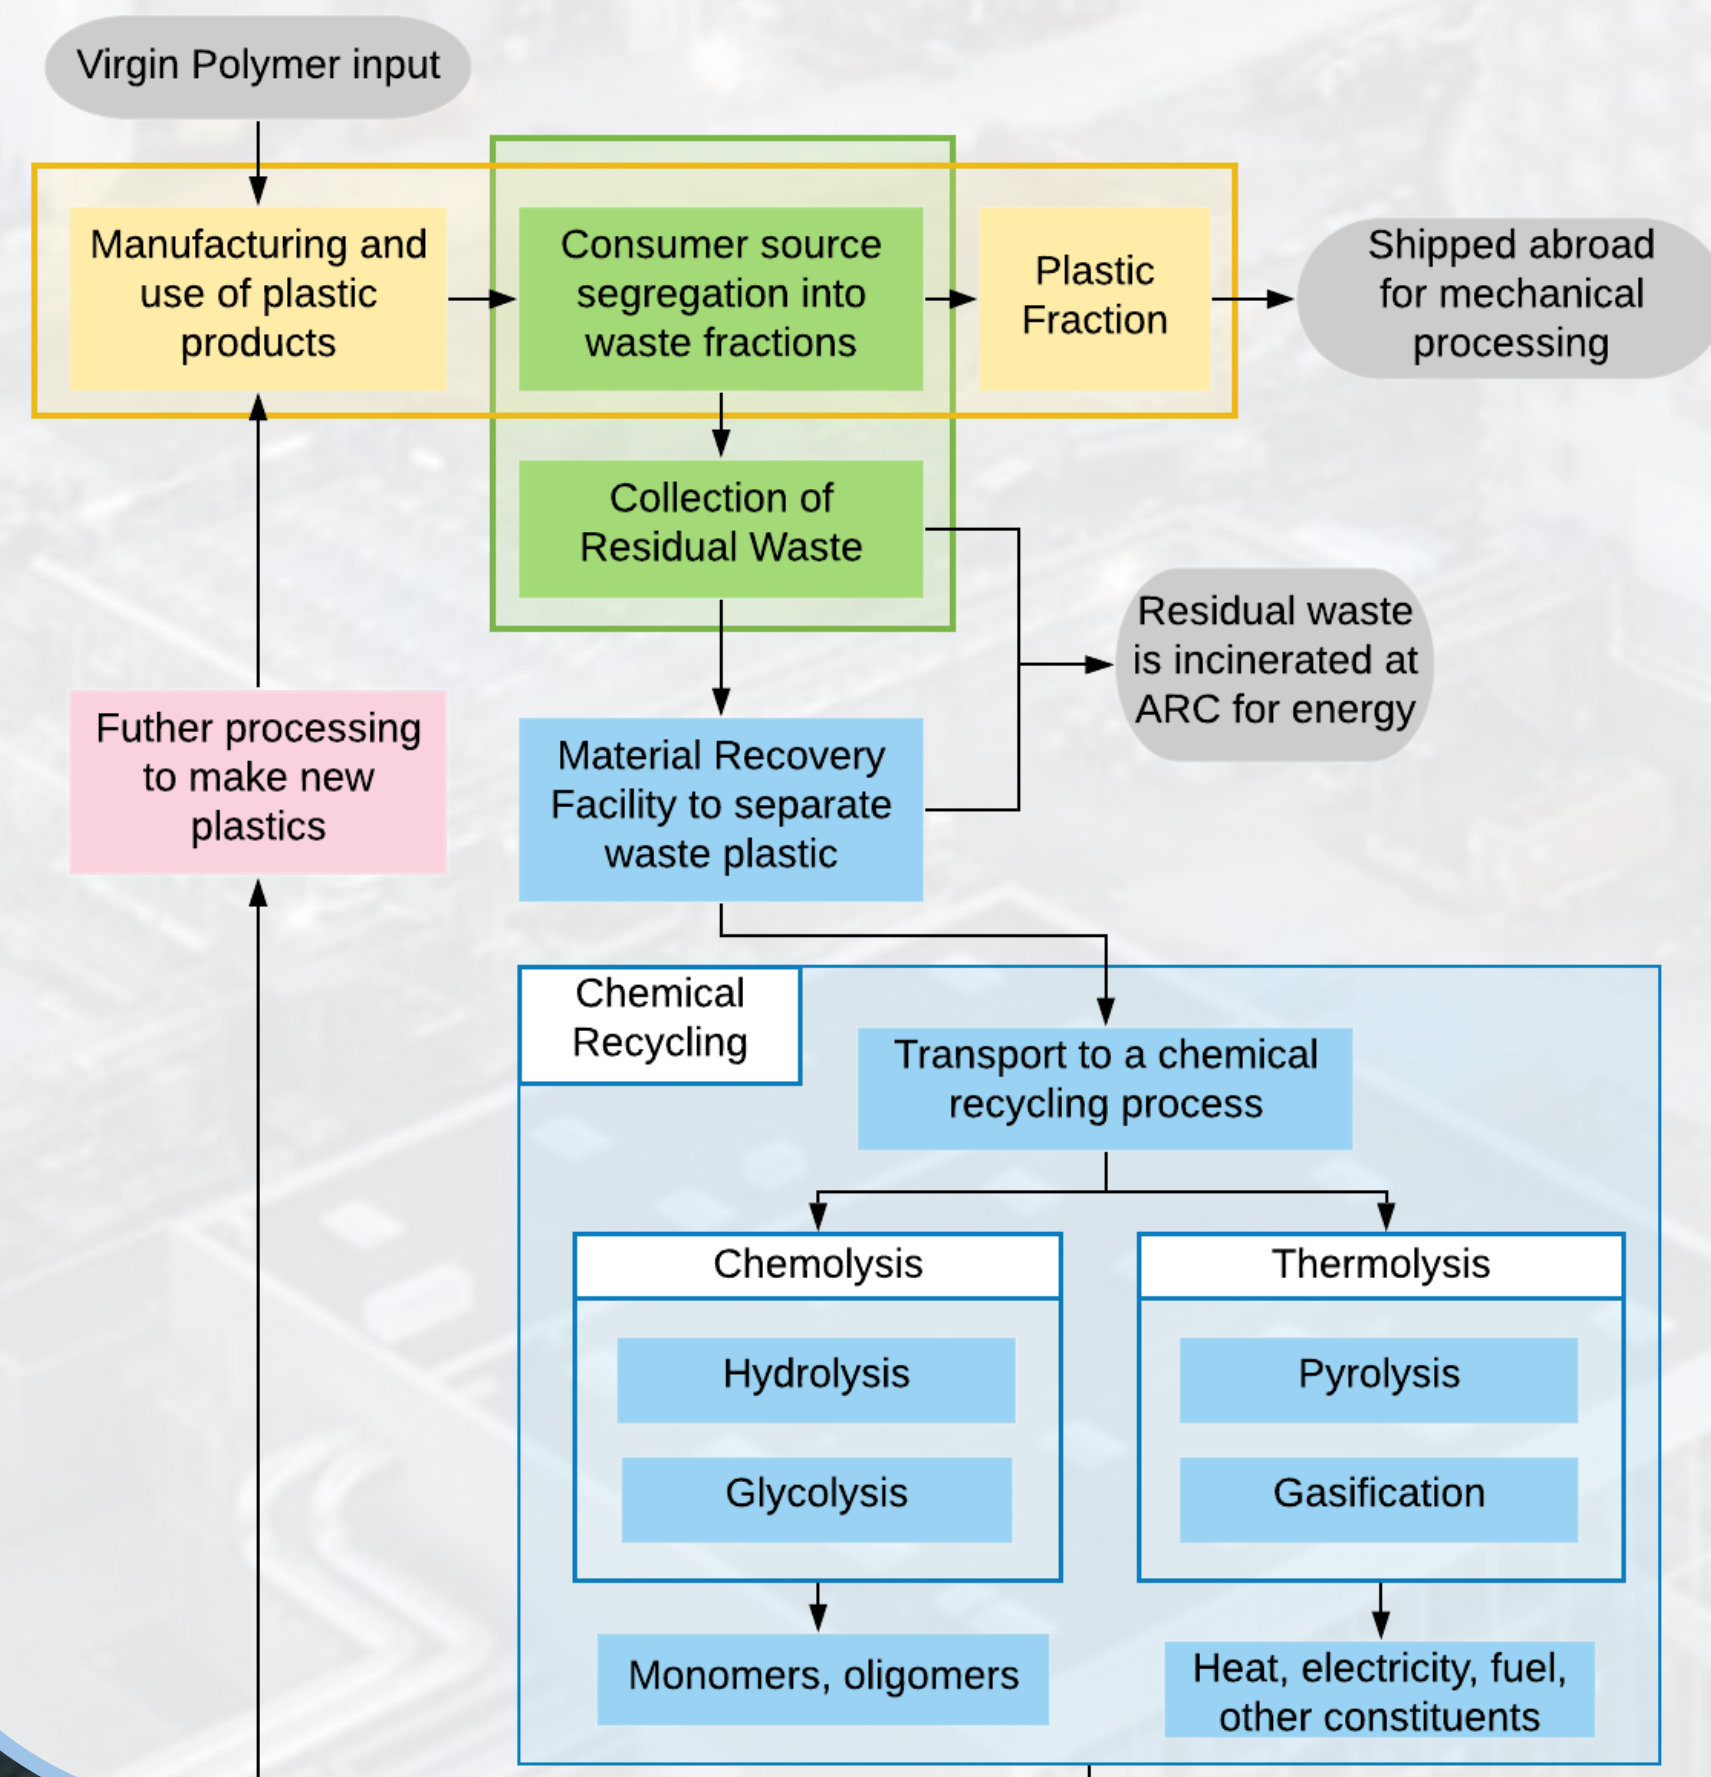 Virgin Polymer input
Manufacturing and
use of plastic
products
Consumer source
segregation into
waste fractions
Plastic
Fraction
Shipped abroad
for mechanical
processing
Collection of
Residual Waste
Residual waste
is incinerated at
ARC for energy
Futher processing
to make new
plastics
Material Recovery
Facility to separate
waste plastic
Chemical
Recycling
Transport to a chemical
recycling process
Chemolysis
Thermolysis
Hydrolysis
Pyrolysis
Glycolysis
Gasification
Monomers, oligomers
Heat, electricity, fuel,
other constituents